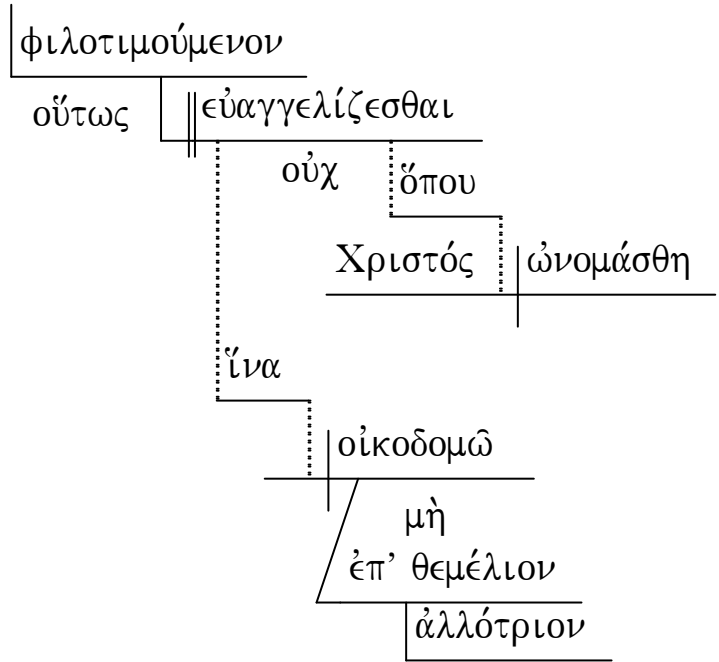 φιλοτιμούμενον
οὕτως εὐαγγελίζεσθαι
οὐχ ὅπου
Χριστός ὠνομάσθη
ἵνα
οἰκοδομῶ
μὴ
ἐπ’ θεμέλιον
ἀλλότριον